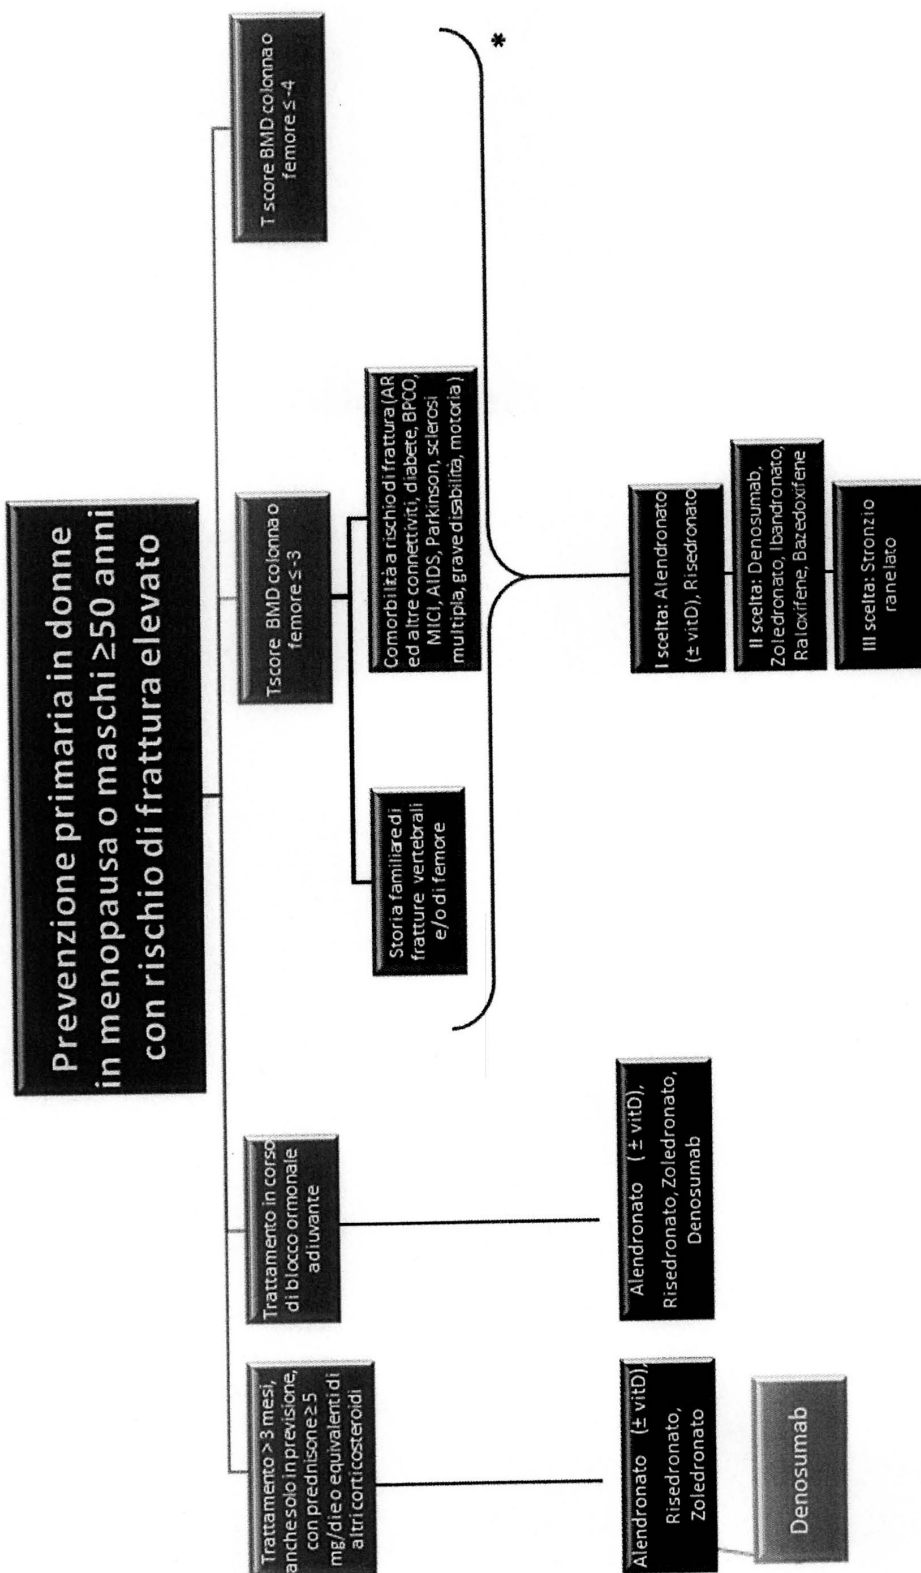 Prevenzione primaria in donne
in menopausa o maschi ≥50 anni
con rischio di frattura elevato
Trattamento > 3 mesi,
anche solo in previsione,
con prednisone ≥ 5
mg/die o equivalenti di
altri corticosteroidi
Trattamento in corso
di blocco ormonale
adiuvante
T score BMD colonna o
femore ≤ -3
T score BMD colonna o
femore ≤ -4
Storia familiare di
fratture vertebrali
e/o di femore
Comorbilità a rischio di frattura (AR
ed altre connettiviti, diabete, BPCO,
MICI, AIDS, Parkinson, sclerosi
multipla, grave disabilità, motoria)
*
Alendronato (± vitD),
Risedronato,
Zoledronato
Denosumab
Alendronato (± vitD),
Risedronato, Zoledronato,
Denosumab
I scelta: Alendronato
(± vitD), Risedronato
II scelta: Denosumab,
Zoledronato, Ibandronato,
Raloxifene, Bazedoxifene
III scelta: Stronzio
ranelato